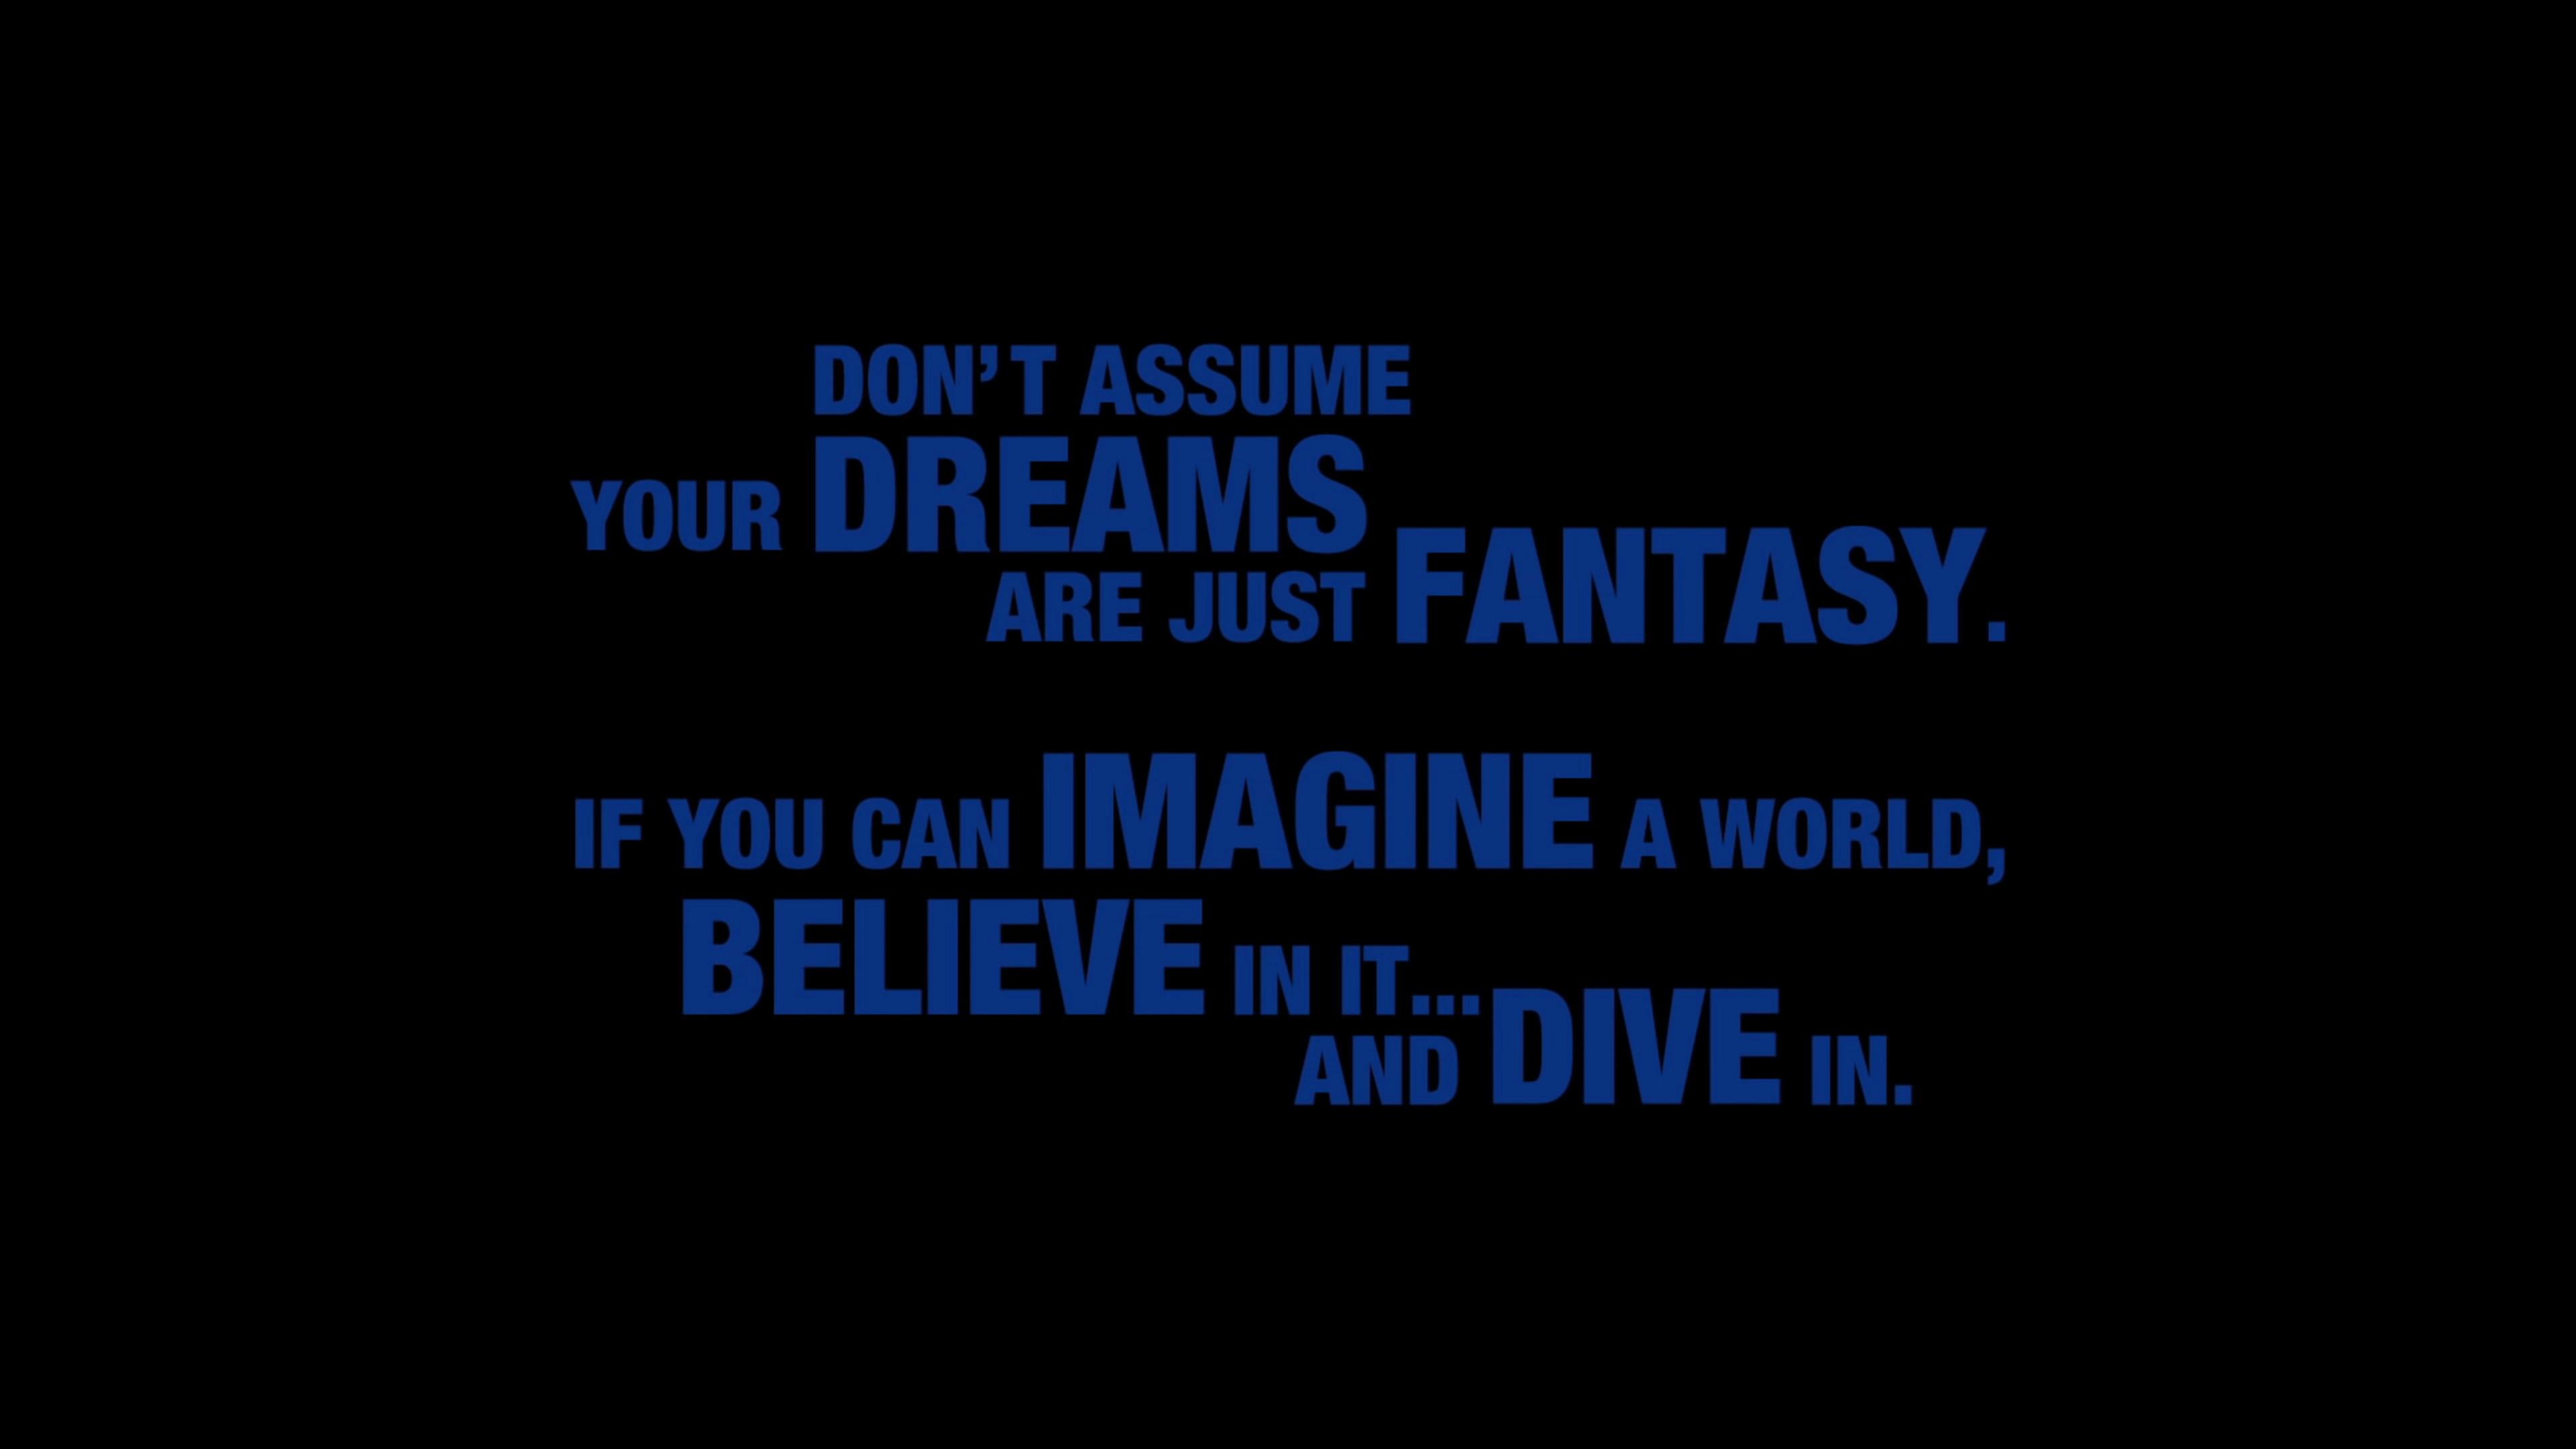 DON'T ASSUME
YOUR DREAMS
ARE JUST FANTASY.
IF YOU CAN IMAGINE A WORLD,
BELIEVE IN IT...
AND DIVE IN.